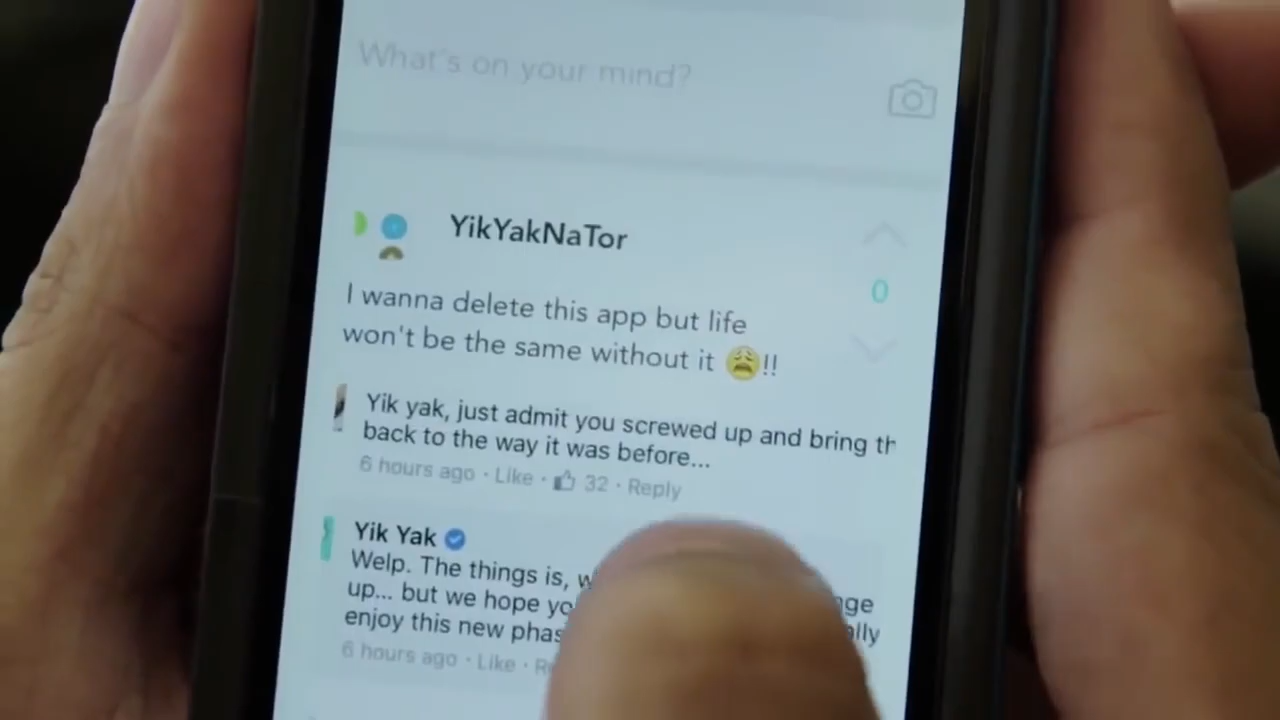 What's on your mind?
YikYakNaTor
0
I wanna delete this app but life
won't be the same without it 😩!!
Yik yak, just admit you screwed up and bring th
back to the way it was before...
6 hours ago · Like · 👍 32 · Reply
Yik Yak
Welp. The things is, w
up... but we hope yo
enjoy this new phas
6 hours ago · Like · R